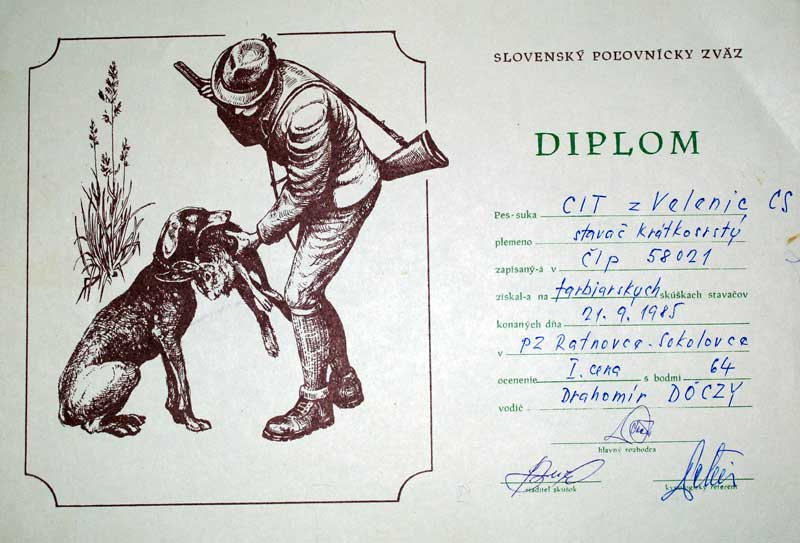 SLOVENSKÝ POĽOVNÍCKY ZVÄZ
DIPLOM
Pes-suka CIT z Velenic CS
plemeno stavač krátkosrstý
zapísaný-á v ČLP 58021
získal-a na farbiarskych skúškach stavačov
konaných dňa 21.9.1985
v PZ Ratnovce-Sokolovce
ocenenie I. cena s bodmi 64
vodič Drahomír DÓCZY
hlavný rozhodca
riaditeľ skúšok
kynologický referent